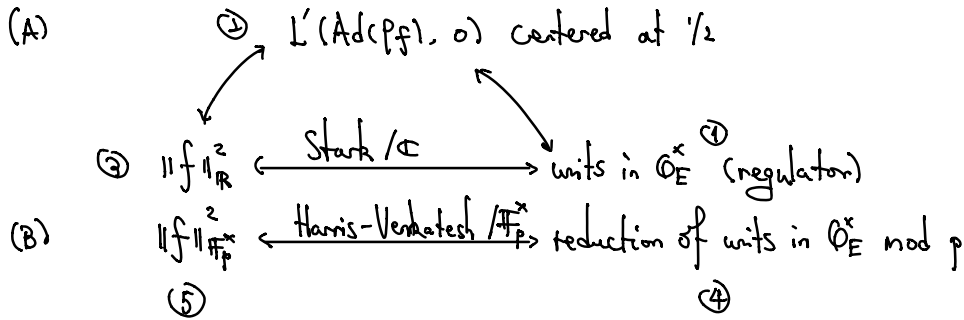 (A) ② L'(Ad(ρf), 0) centered at 1/2
Stark /ℂ ①
③ ||f||²_ℝ ⟷ units in O_E^× (regulator)
(B) ||f||²_{𝔽_p^×} ⟷ Harris-Venkatesh /𝔽_p^× reduction of units in O_E^× mod p
⑤ ④